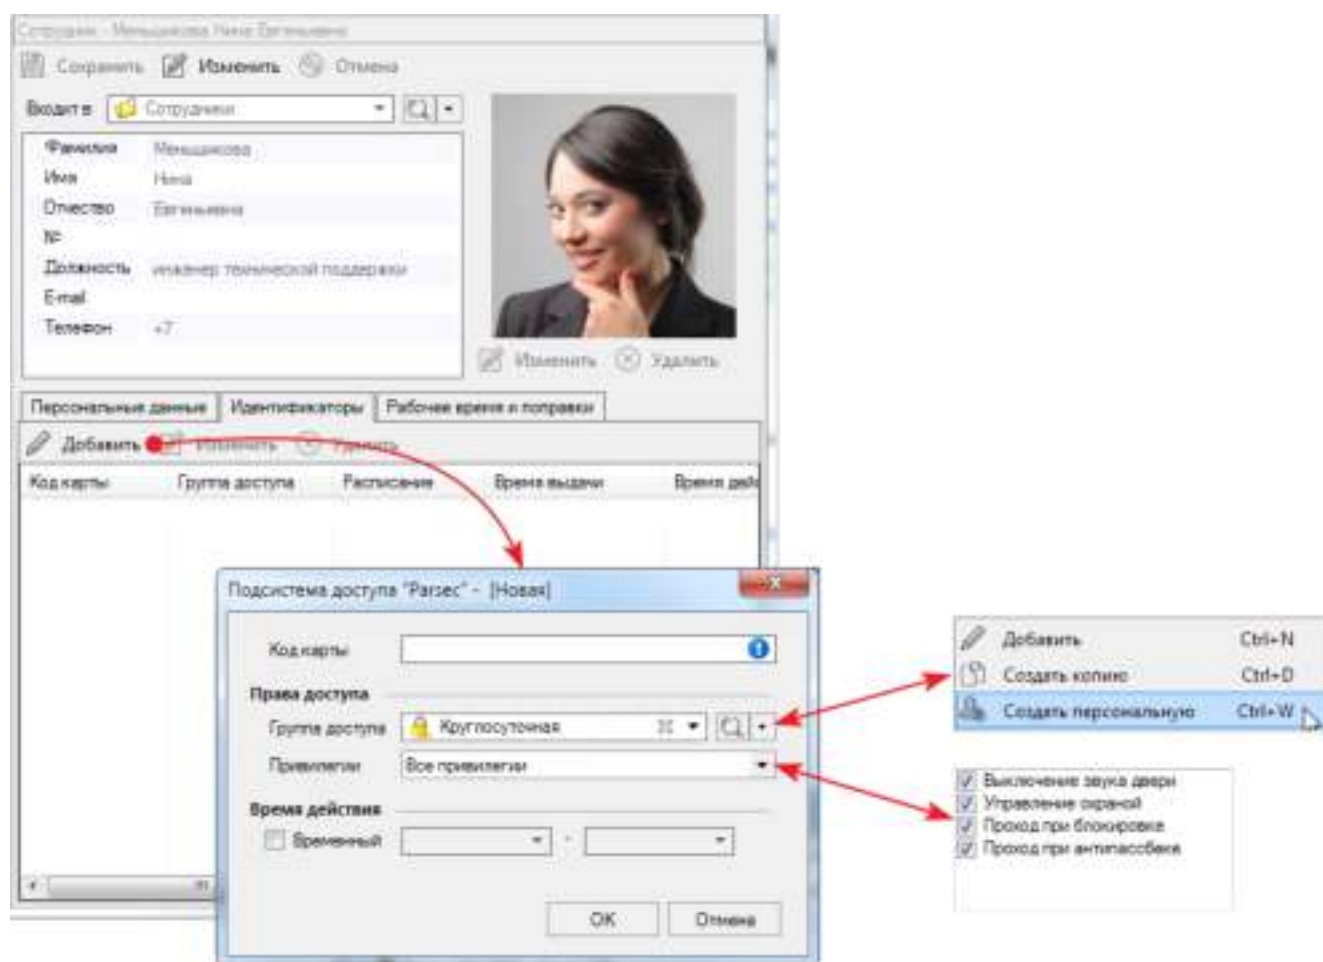 Сотрудник - Меньшикова Нина Евгеньевна
Сохранить Изменить Отмена
Входит в Сотрудники
Фамилия Меньшикова
Имя Нина
Отчество Евгеньевна
№
Должность инженер технической поддержки
E-mail
Телефон +7
Изменить Удалить
Персональные данные Идентификаторы Рабочее время и поправки
Добавить Изменить Удалить
Код карты Группа доступа Расписание Время выдачи Время дейс
Подсистема доступа "Parsec" - [Новая]
Код карты
Права доступа
Группа доступа Круглосуточная
Привилегии Все привилегии
Время действия
Временный -
OK Отмена
Добавить Ctrl+N
Создать копию Ctrl+D
Создать персональную Ctrl+W
Выключение звука двери
Управление охраной
Проход при блокировке
Проход при антипассбеке